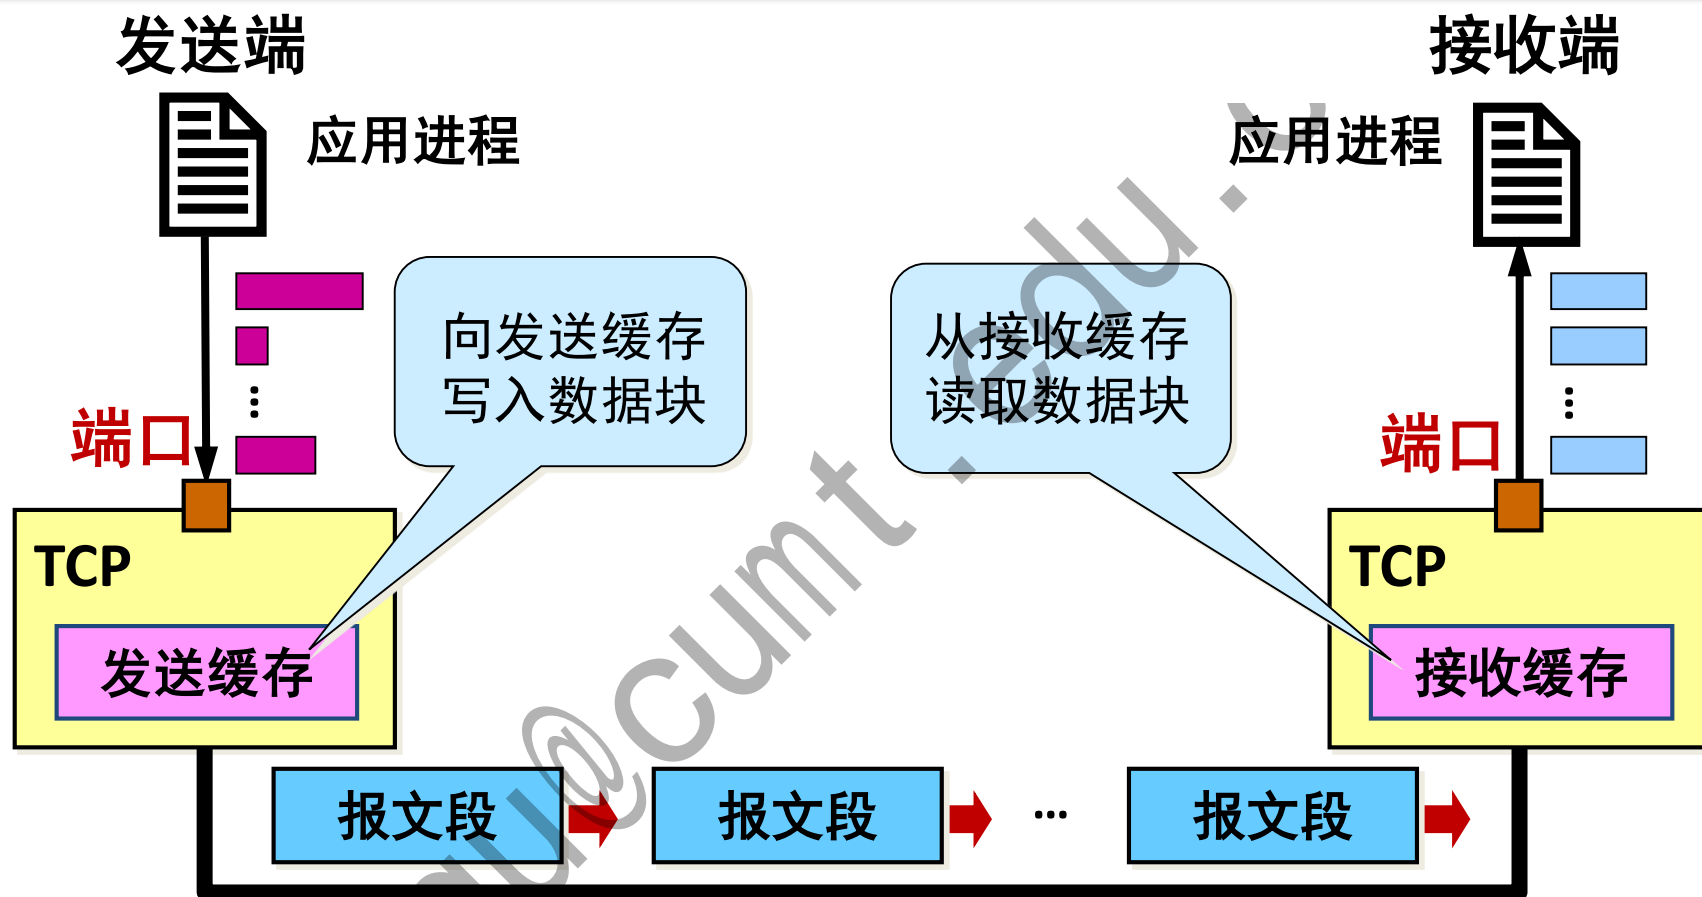 发送端
接收端
应用进程
应用进程
向发送缓存
写入数据块
从接收缓存
读取数据块
端口
端口
TCP
TCP
发送缓存
接收缓存
报文段
报文段
...
报文段
u@cumt.edu.c